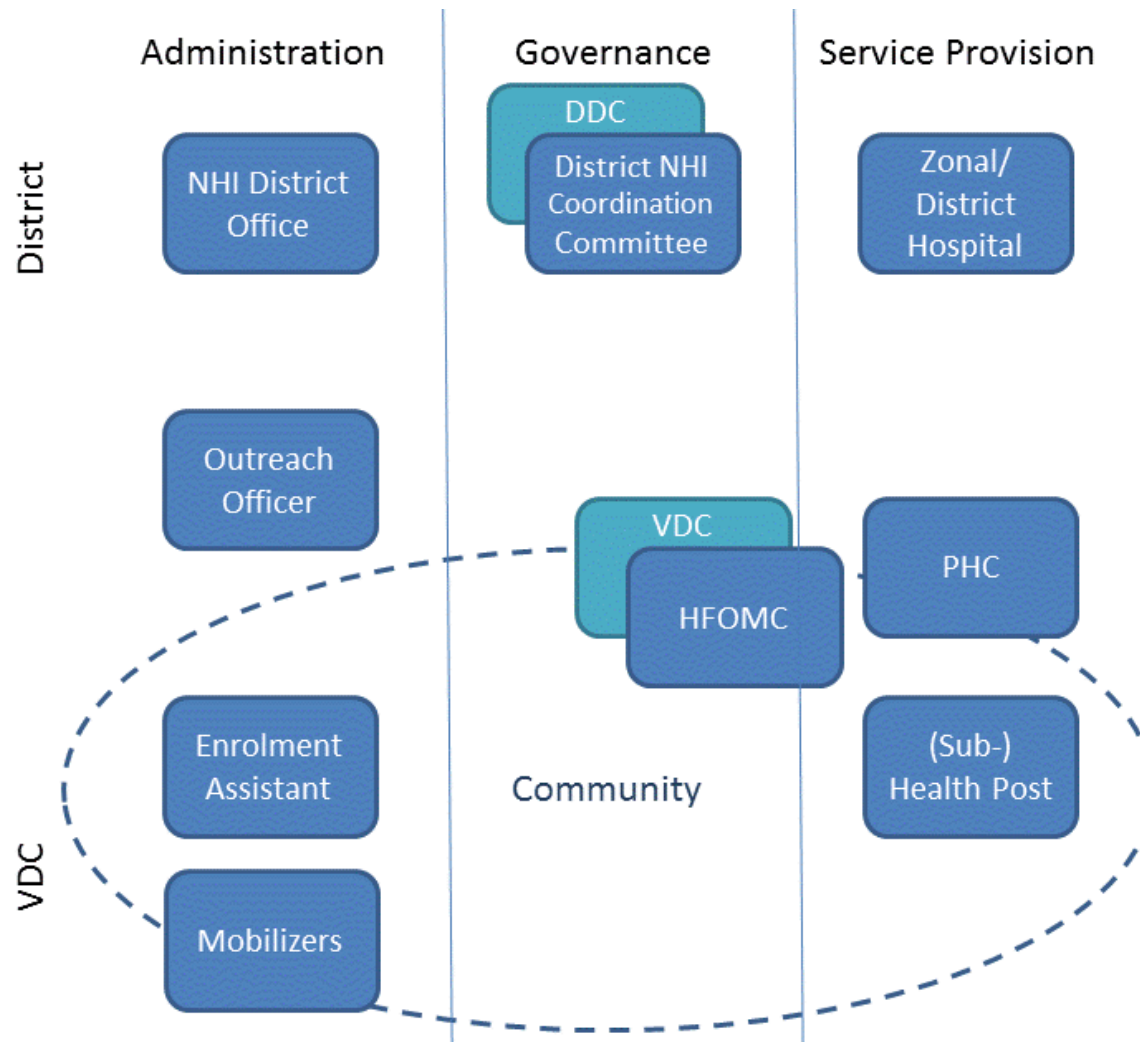 Administration
Governance
Service Provision
District
NHI District
Office
DDC
District NHI
Coordination
Committee
Zonal/
District
Hospital
Outreach
Officer
VDC
HFOMC
PHC
Enrolment
Assistant
Community
(Sub-)
Health Post
VDC
Mobilizers